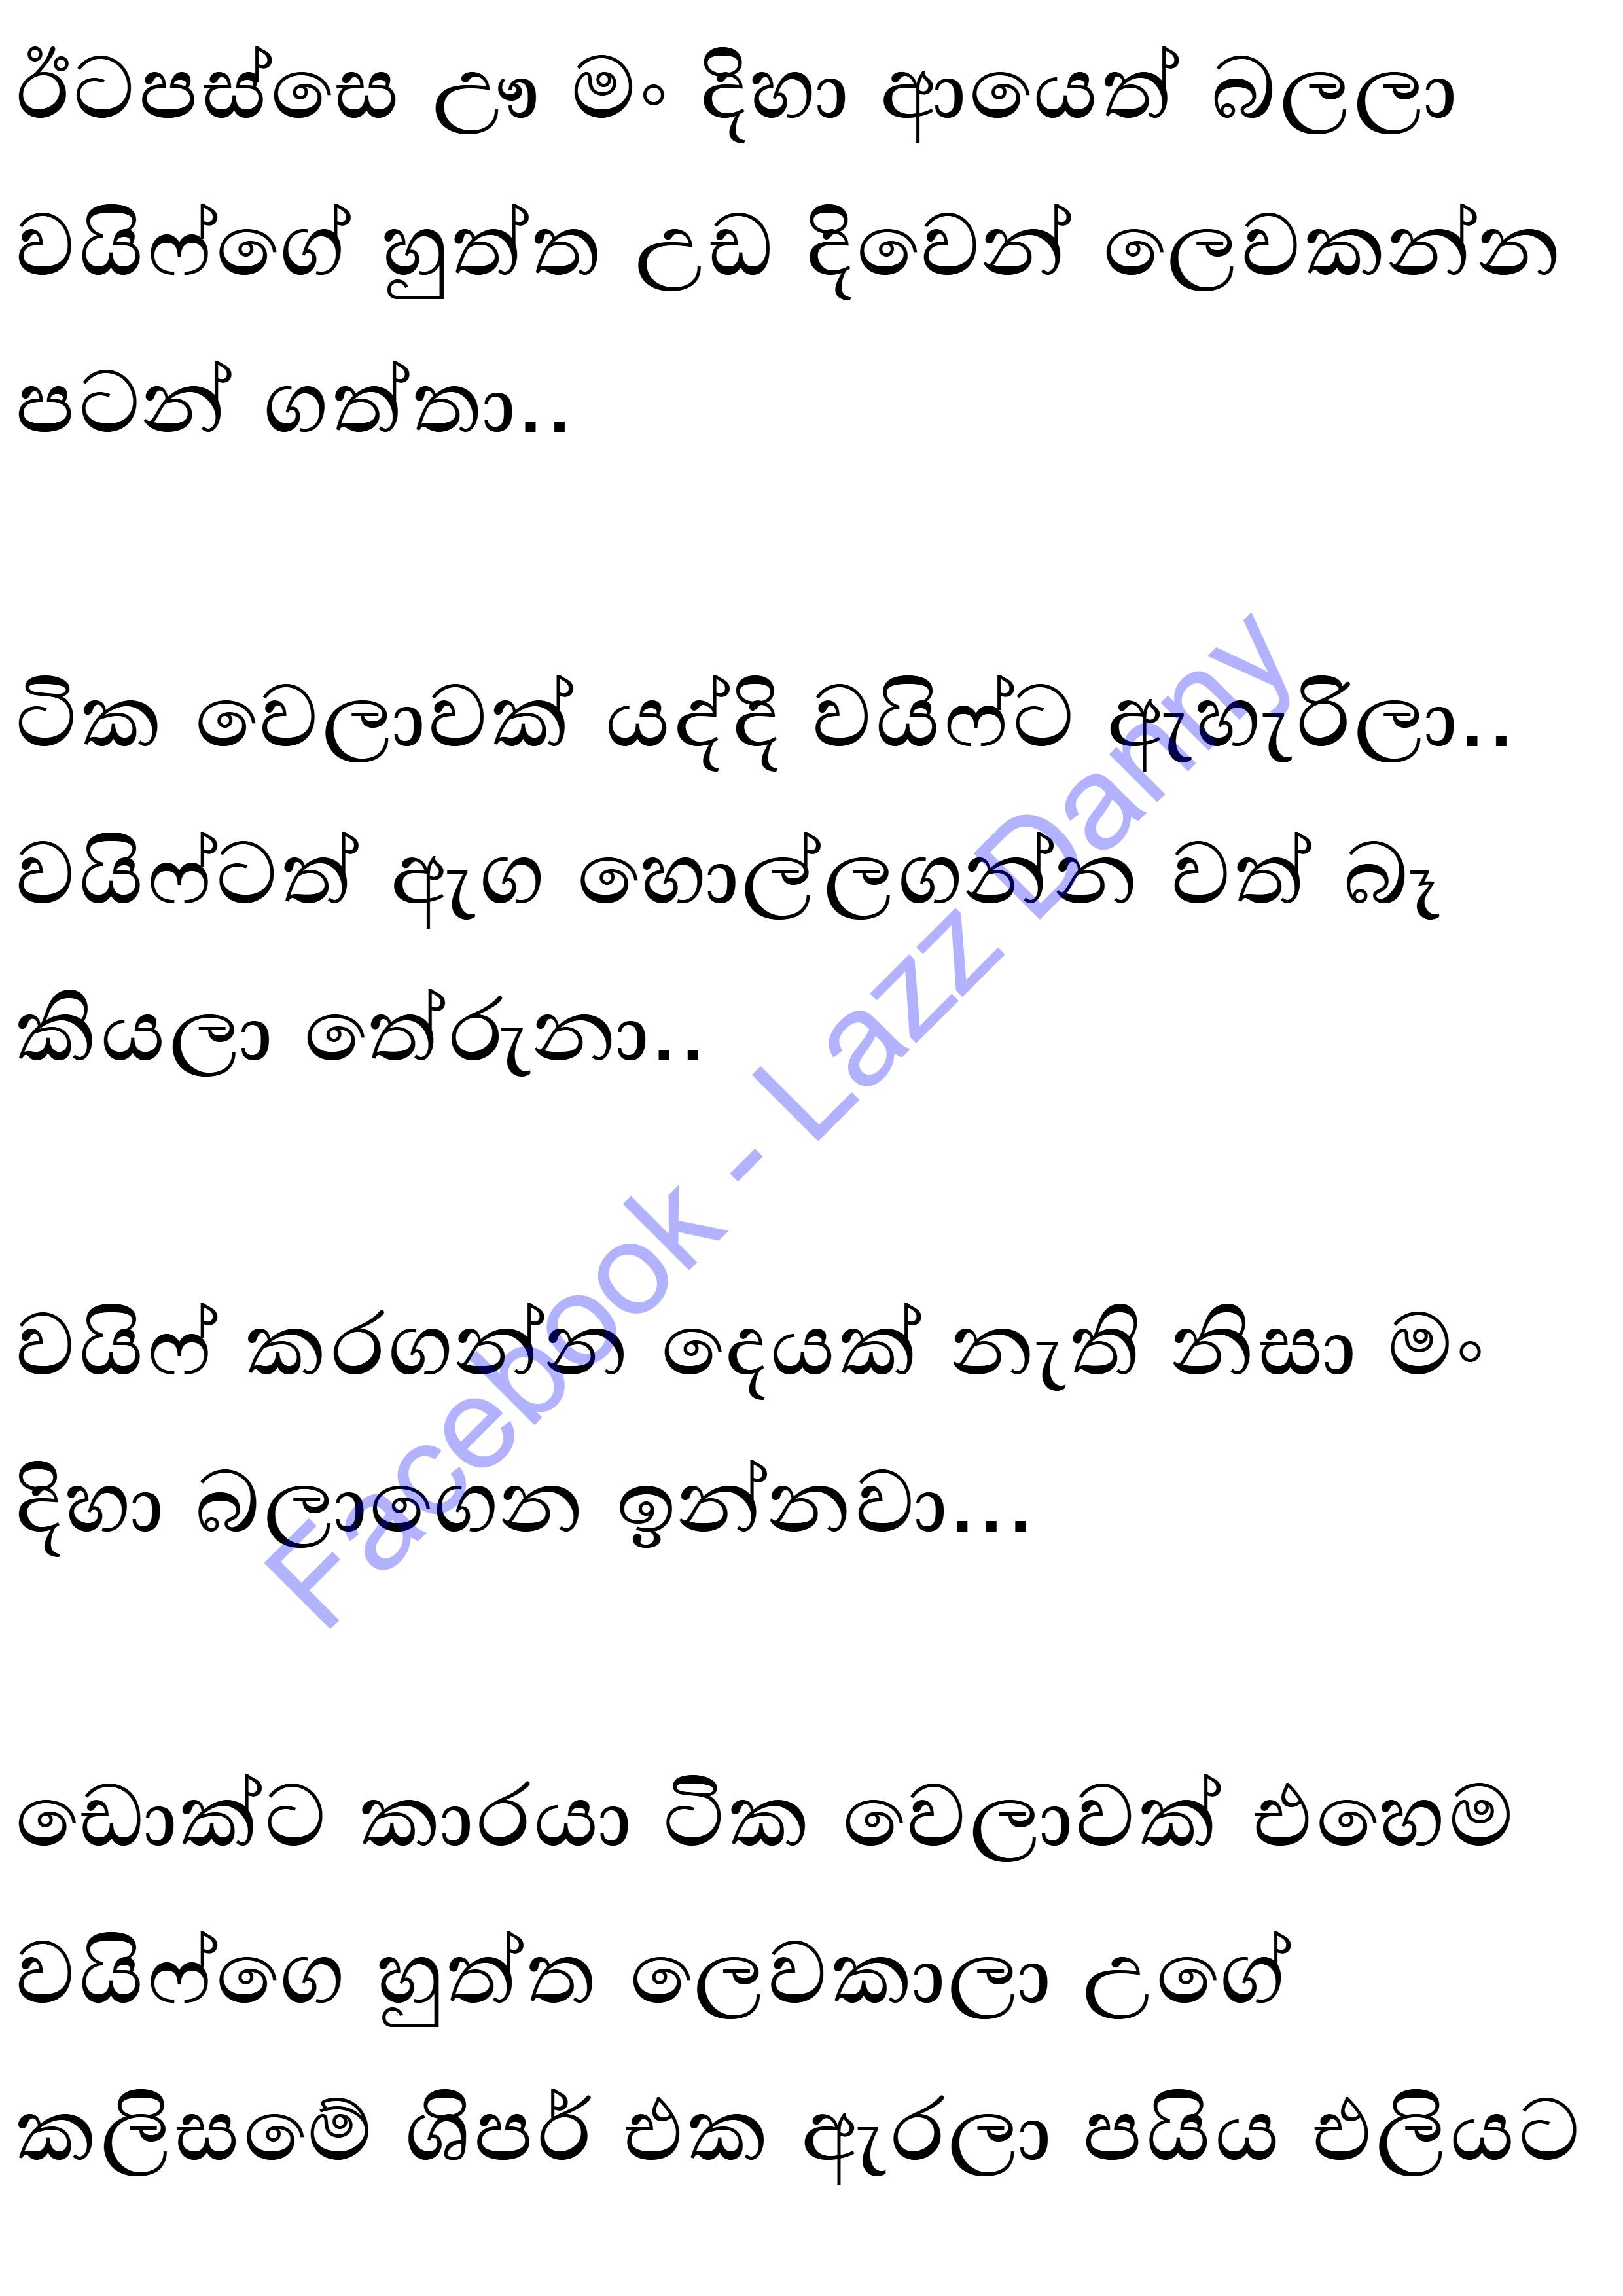 ඊටපස්සෙ ඌ මං දිහා ආයෙත් බලලා
වයිෆ්ගේ හුත්ත උඩ දිවෙන් ලෙවකන්න
පටන් ගත්තා..
ටික වෙලාවක් යද්දි වයිෆ්ට ඇහැරිලා..
වයිෆ්ටත් ඇග හොල්ලගන්න වත් බෑ
කියලා තේරුනා..
වයිෆ් කරගන්න දෙයක් නැති නිසා මං
දිහා බලාගෙන ඉන්නවා...
ඩොක්ට කාරයා ටික වෙලාවක් එහෙම
වයිෆ්ගෙ හුත්ත ලෙවකාලා උගේ
කලිසමේ ශිපර් එක ඇරලා පයිය එලියට
Facebook - Lazz Danny